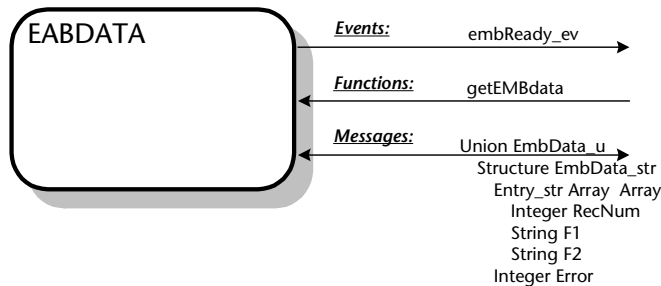 EABDATA
Events: embReady_ev
Functions: getEMBdata
Messages: Union EmbData_u
Structure EmbData_str
Entry_str Array Array
Integer RecNum
String F1
String F2
Integer Error